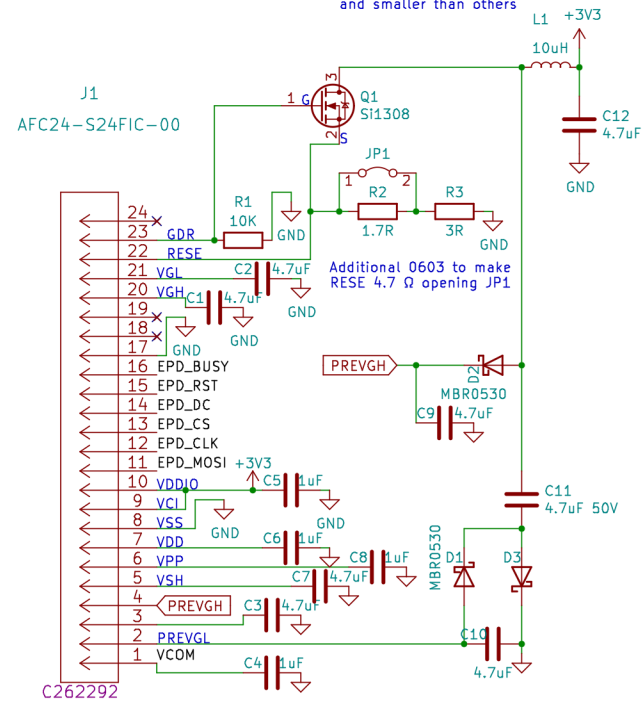 and smaller than others
L1
+3V3
10uH
J1
AFC24-S24FIC-00
3
1
G
Q1
Si1308
2
S
C12
4.7uF
GND
JP1
1
2
R1
10K
R2
1.7R
R3
3R
GND
GND
24
23
GDR
22
RESE
21
VGL
C2
4.7uF
GND
20
VGH
C1
4.7uF
GND
19
18
17
GND
Additional 0603 to make
RESE 4.7 Ω opening JP1
16
EPD_BUSY
15
EPD_RST
14
EPD_DC
13
EPD_CS
12
EPD_CLK
11
EPD_MOSI
PREVGH
D2
MBR0530
C9
4.7uF
10
VDDIO
+3V3
C5
1uF
GND
9
VCI
8
VSS
GND
7
VDD
C6
1uF
6
VPP
C8
1uF
5
VSH
C7
4.7uF
4
PREVGH
3
C3
4.7uF
2
PREVGL
1
VCOM
C4
1uF
C11
4.7uF 50V
MBR0530
D1
D3
C10
4.7uF
C262292